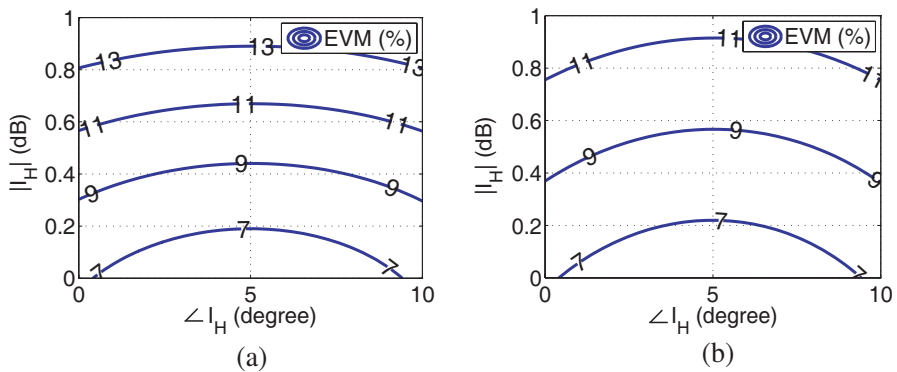 1
0.8
0.6
0.4
0.2
0
|I_H| (dB)
EVM (%)
13 13 13
11 11 11
9 9 9
7 7 7
0 5 10
∠ I_H (degree)
(a)
1
0.8
0.6
0.4
0.2
0
|I_H| (dB)
EVM (%)
11 11 11
9 9 9
7 7 7
0 5 10
∠ I_H (degree)
(b)